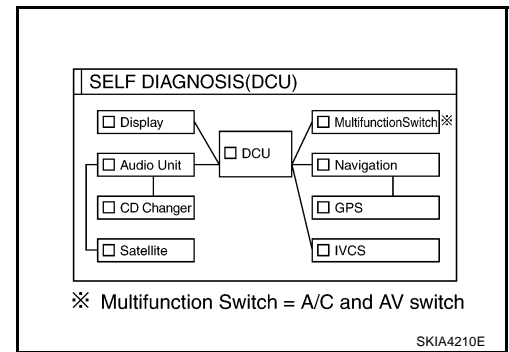 SELF DIAGNOSIS(DCU)
Display
Audio Unit
CD Changer
Satellite
DCU
MultifunctionSwitch※
Navigation
GPS
IVCS
※ Multifunction Switch = A/C and AV switch
SKIA4210E